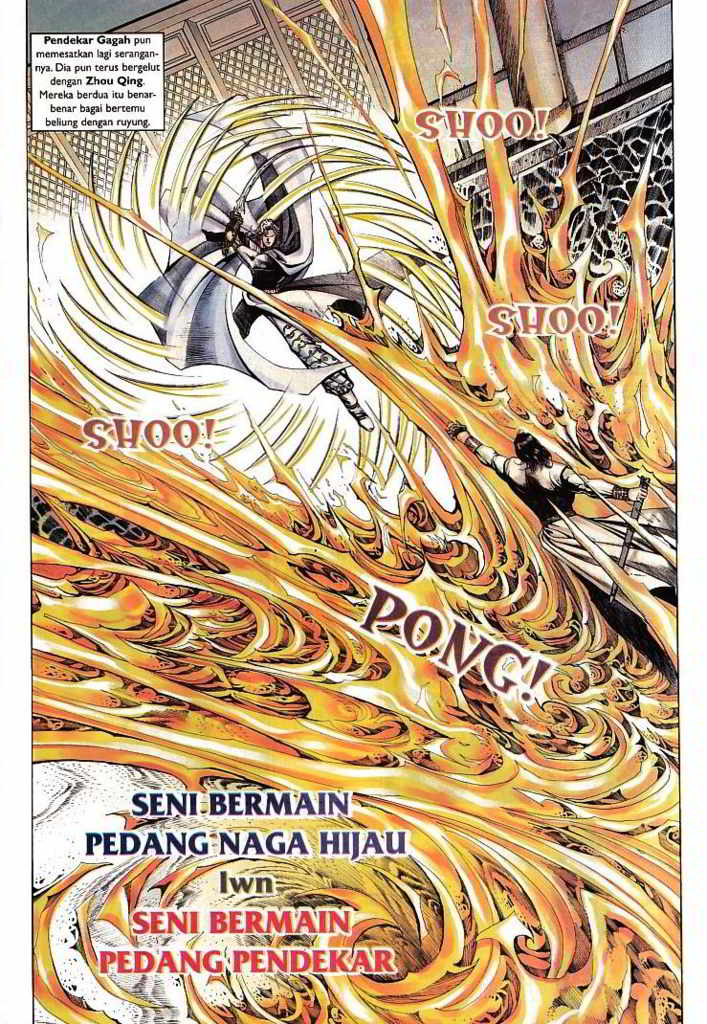 Pendekar Gagah pun
memesatkan lagi serangan-
nya. Dia pun terus bergelut
dengan Zhou Qing.
Mereka berdua itu benar-
benar bagai bertemu
beliung dengan ruyung.
SHOO!
SHOO!
SHOO!
PONG!
SENI BERMAIN
PEDANG NAGA HIJAU
lwn
SENI BERMAIN
PEDANG PENDEKAR